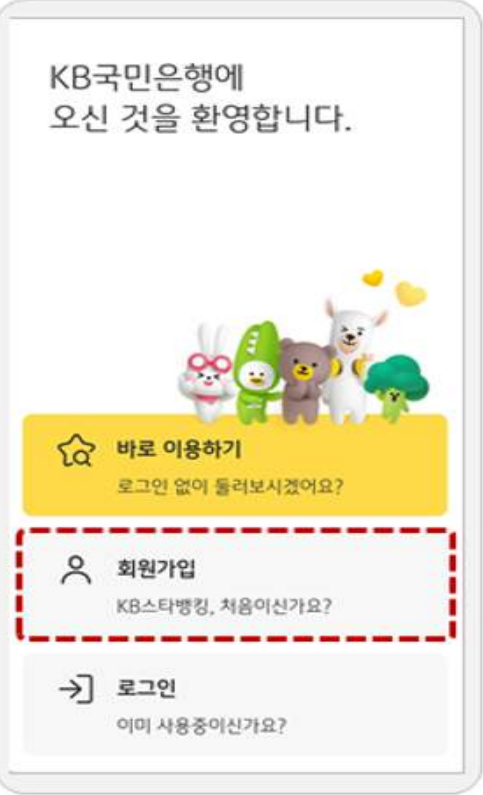 KB국민은행에
오신 것을 환영합니다.
바로 이용하기
로그인 없이 둘러보시겠어요?
회원가입
KB스타뱅킹, 처음이신가요?
로그인
이미 사용중이신가요?